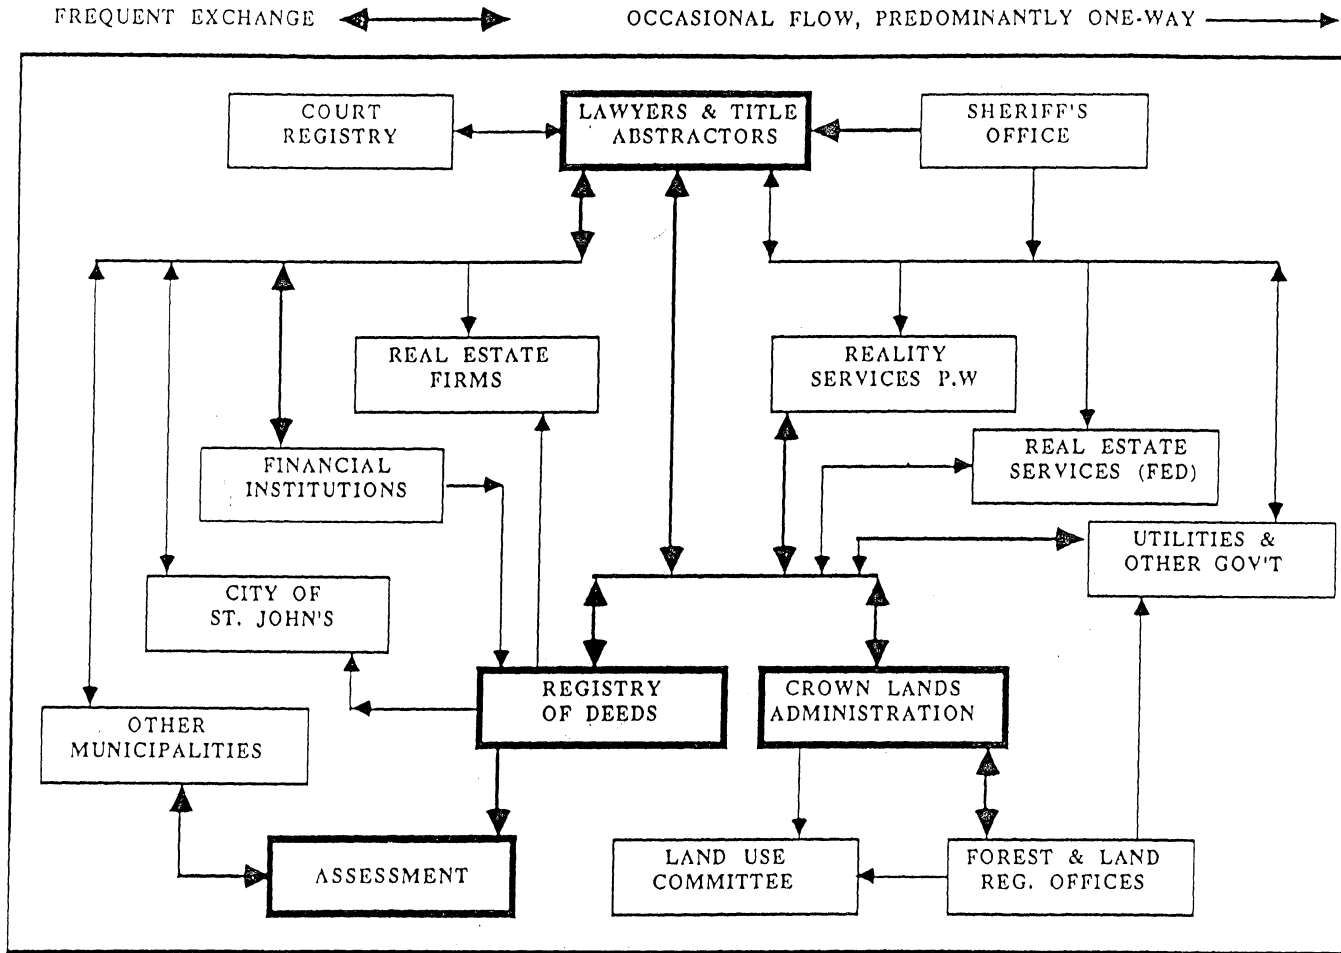 FREQUENT EXCHANGE
OCCASIONAL FLOW, PREDOMINANTLY ONE-WAY
COURT
REGISTRY
LAWYERS & TITLE
ABSTRACTORS
SHERIFF'S
OFFICE
REAL ESTATE
FIRMS
REALITY
SERVICES P.W
FINANCIAL
INSTITUTIONS
REAL ESTATE
SERVICES (FED)
UTILITIES &
OTHER GOV'T
CITY OF
ST. JOHN'S
REGISTRY
OF DEEDS
CROWN LANDS
ADMINISTRATION
OTHER
MUNICIPALITIES
ASSESSMENT
LAND USE
COMMITTEE
FOREST & LAND
REG. OFFICES